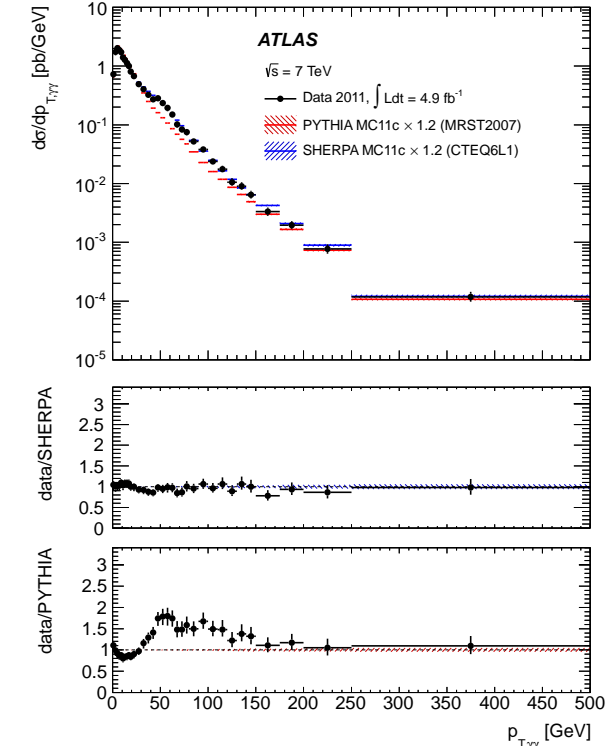 dσ/dp_T,γγ [pb/GeV]
10
1
10⁻¹
10⁻²
10⁻³
10⁻⁴
10⁻⁵
ATLAS
√s = 7 TeV
Data 2011, ∫ Ldt = 4.9 fb⁻¹
PYTHIA MC11c × 1.2 (MRST2007)
SHERPA MC11c × 1.2 (CTEQ6L1)
data/SHERPA
3
2.5
2
1.5
1
0.5
0
data/PYTHIA
3
2.5
2
1.5
1
0.5
0
0 50 100 150 200 250 300 350 400 450 500
p_T,γγ [GeV]